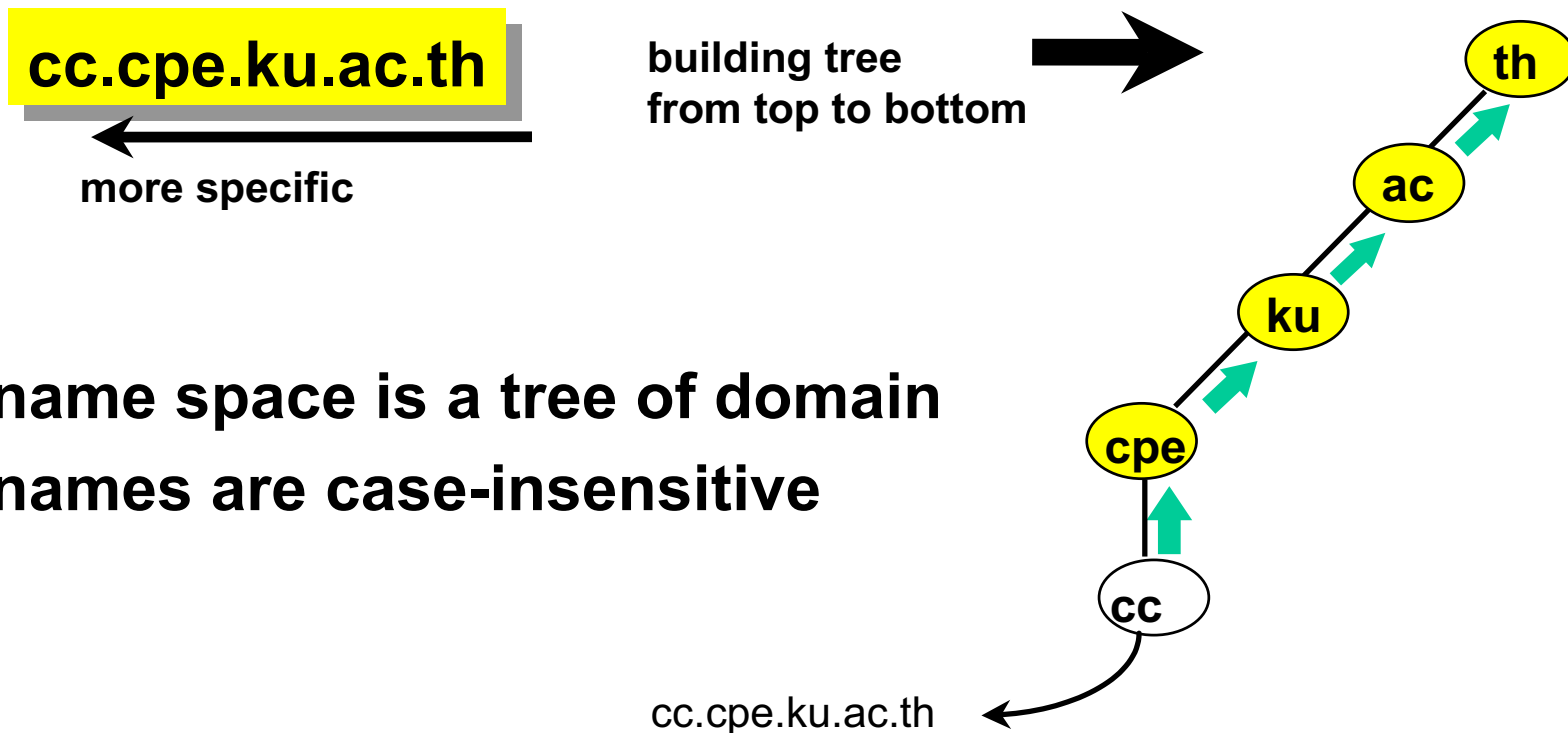 cc.cpe.ku.ac.th
more specific
building tree
from top to bottom
th
ac
ku
cpe
cc
name space is a tree of domain
names are case-insensitive
cc.cpe.ku.ac.th